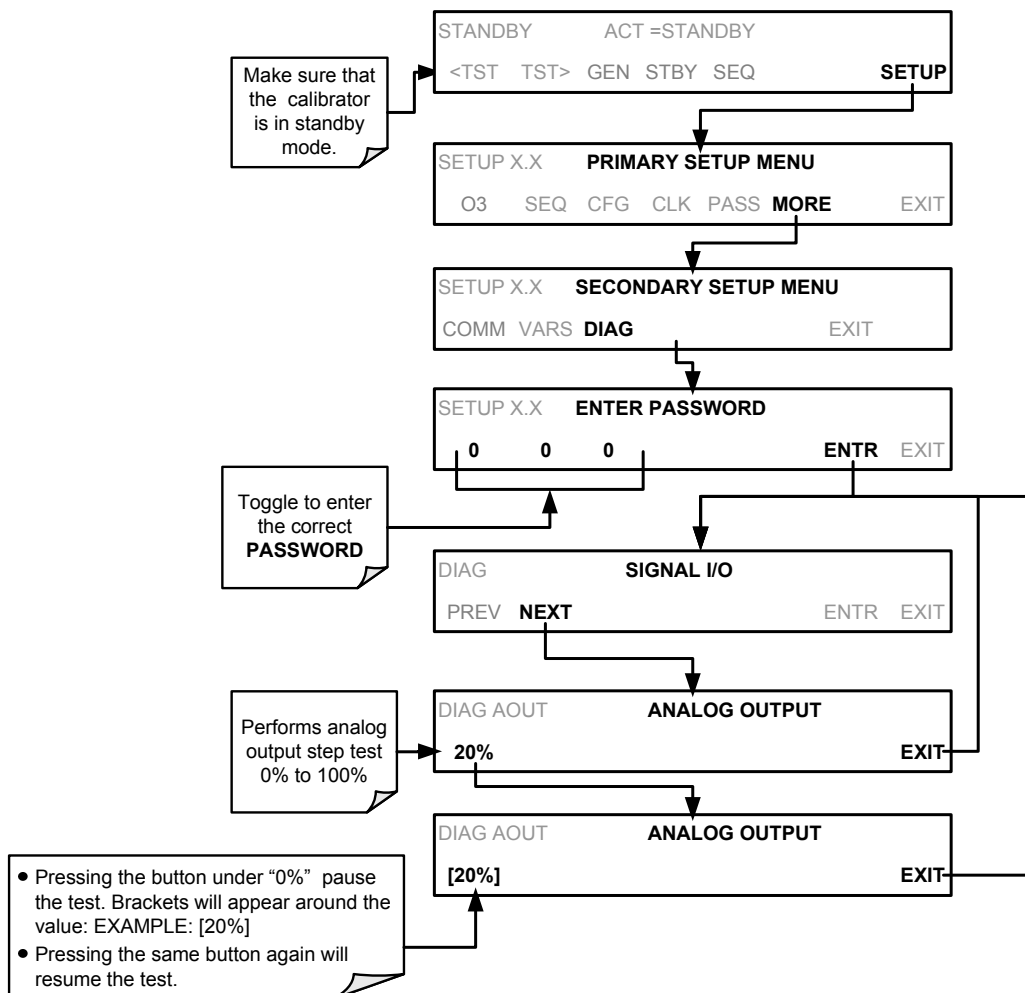 STANDBY ACT =STANDBY
<TST TST> GEN STBY SEQ SETUP
Make sure that
the calibrator
is in standby
mode.
SETUP X.X PRIMARY SETUP MENU
O3 SEQ CFG CLK PASS MORE EXIT
SETUP X.X SECONDARY SETUP MENU
COMM VARS DIAG EXIT
SETUP X.X ENTER PASSWORD
0 0 0 ENTR EXIT
Toggle to enter
the correct
PASSWORD
DIAG SIGNAL I/O
PREV NEXT ENTR EXIT
Performs analog
output step test
0% to 100%
DIAG AOUT ANALOG OUTPUT
20% EXIT
DIAG AOUT ANALOG OUTPUT
[20%] EXIT
• Pressing the button under “0%” pause
the test. Brackets will appear around the
value: EXAMPLE: [20%]
• Pressing the same button again will
resume the test.